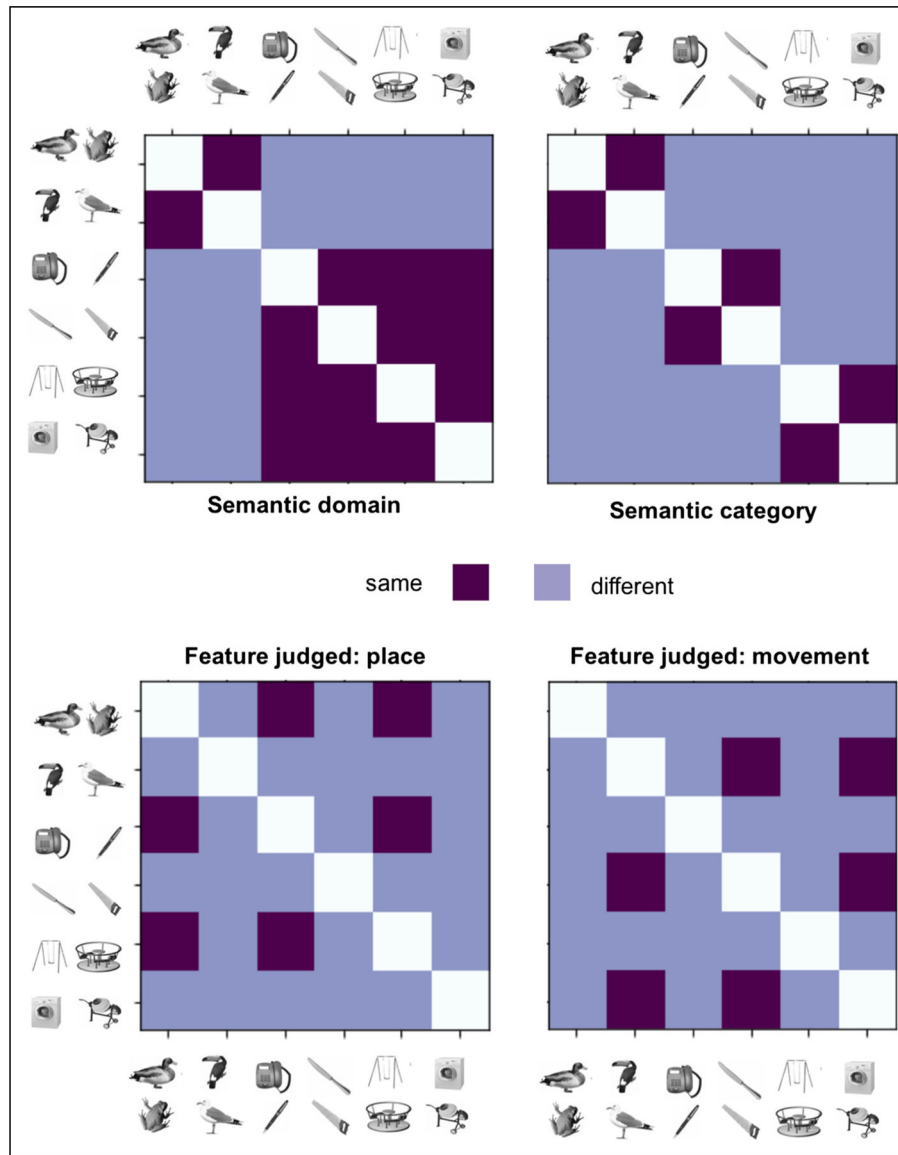 Semantic domain
Semantic category
same
different
Feature judged: place
Feature judged: movement